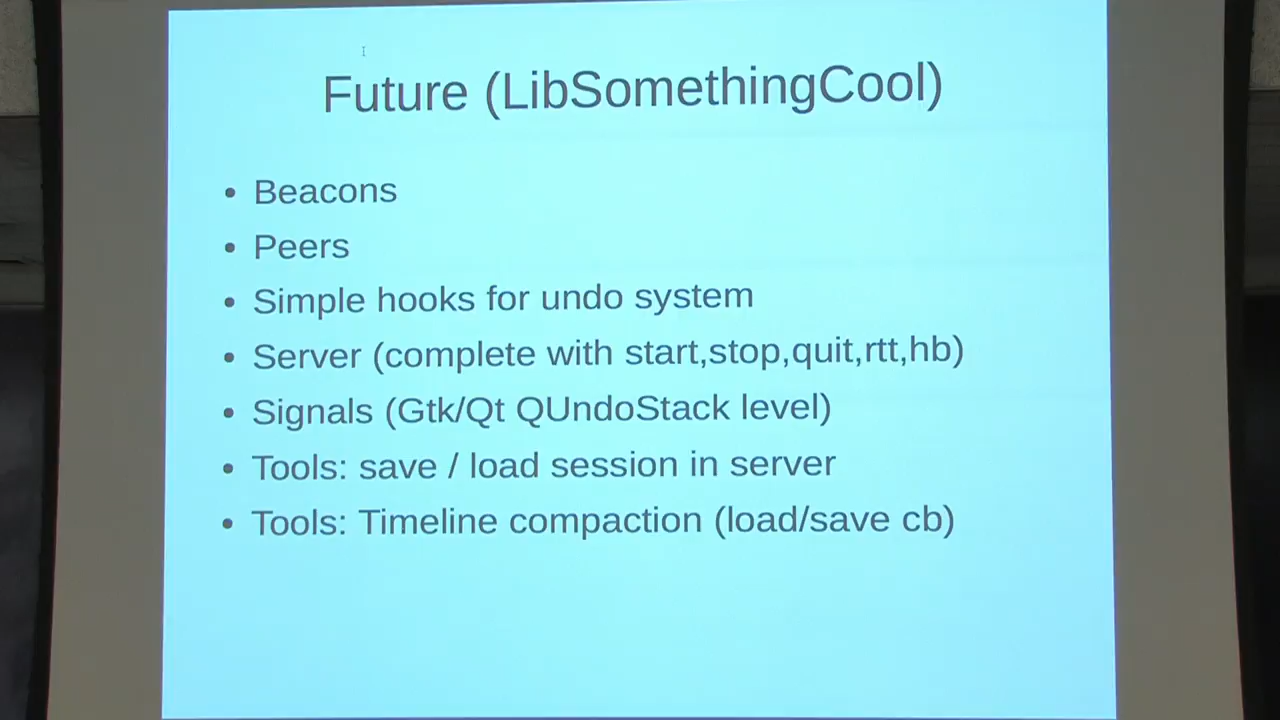 Future (LibSomethingCool)
• Beacons
• Peers
• Simple hooks for undo system
• Server (complete with start,stop,quit,rtt,hb)
• Signals (Gtk/Qt QUndoStack level)
• Tools: save / load session in server
• Tools: Timeline compaction (load/save cb)